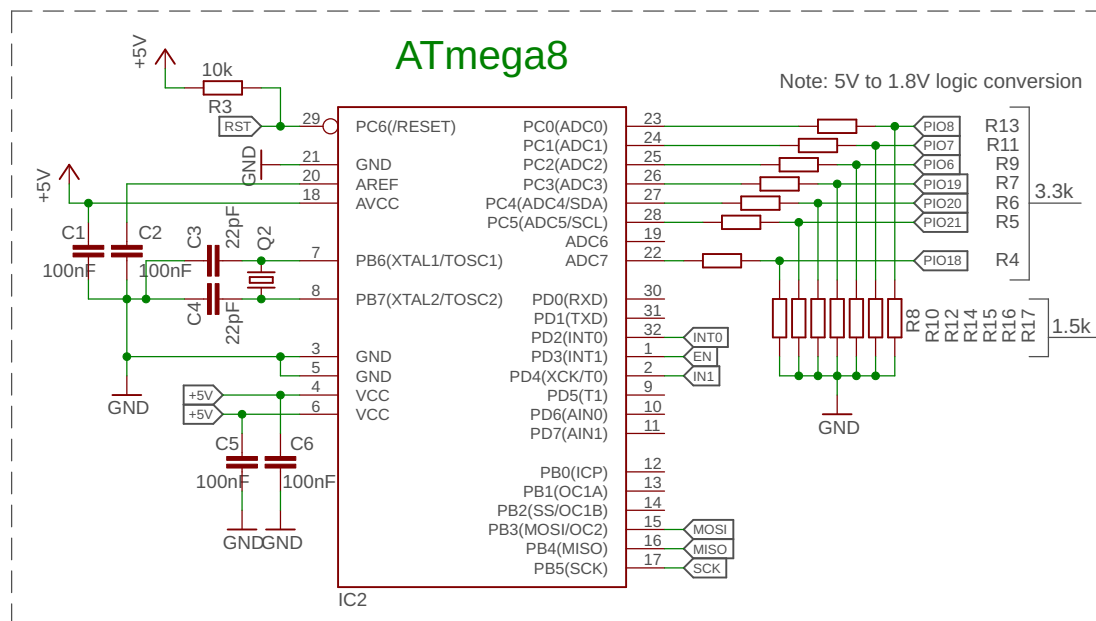 ATmega8
Note: 5V to 1.8V logic conversion
+5V
10k
R3
RST
29
PC6(/RESET)
GND
21
GND
20
AREF
+5V
18
AVCC
C1
100nF
C2
100nF
C3
22pF
Q2
7
PB6(XTAL1/TOSC1)
C4
22pF
8
PB7(XTAL2/TOSC2)
3
GND
5
GND
GND
+5V
4
VCC
+5V
6
VCC
C5
100nF
C6
100nF
GND
GND
PC0(ADC0)
23
PIO8
R13
PC1(ADC1)
24
PIO7
R11
PC2(ADC2)
25
PIO6
R9
PC3(ADC3)
26
PIO19
R7
3.3k
PC4(ADC4/SDA)
27
PIO20
R6
PC5(ADC5/SCL)
28
PIO21
R5
ADC6
19
ADC7
22
PIO18
R4
PD0(RXD)
30
PD1(TXD)
31
PD2(INT0)
32
INT0
PD3(INT1)
1
EN
PD4(XCK/T0)
2
IN1
PD5(T1)
9
PD6(AIN0)
10
PD7(AIN1)
11
R8
R10
R12
R14
R15
R16
R17
1.5k
GND
PB0(ICP)
12
PB1(OC1A)
13
PB2(SS/OC1B)
14
PB3(MOSI/OC2)
15
MOSI
PB4(MISO)
16
MISO
PB5(SCK)
17
SCK
IC2